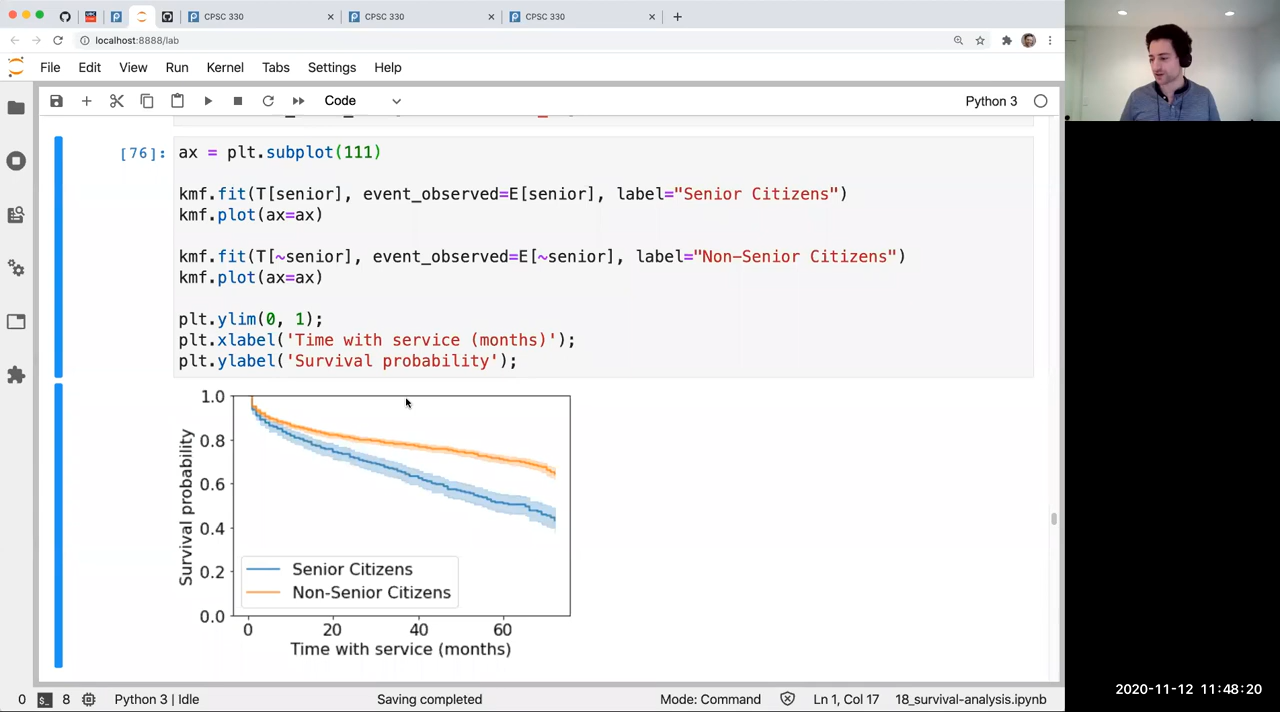 CPSC 330
CPSC 330
CPSC 330
localhost:8888/lab
File Edit View Run Kernel Tabs Settings Help
Code
Python 3
[76]:
ax = plt.subplot(111)
kmf.fit(T[senior], event_observed=E[senior], label="Senior Citizens")
kmf.plot(ax=ax)
kmf.fit(T[~senior], event_observed=E[~senior], label="Non-Senior Citizens")
kmf.plot(ax=ax)
plt.ylim(0, 1);
plt.xlabel('Time with service (months)');
plt.ylabel('Survival probability');
1.0
0.8
0.6
0.4
0.2
0.0
Survival probability
Senior Citizens
Non-Senior Citizens
0 20 40 60
Time with service (months)
0 8 Python 3 | Idle Saving completed Mode: Command Ln 1, Col 17 18_survival-analysis.ipynb
2020-11-12 11:48:20